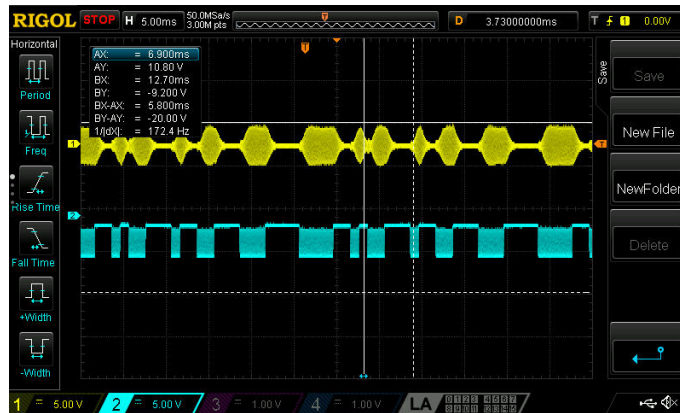 RIGOL STOP H 5.00ms 50.0MSa/s 3.00M pts D 3.73000000ms T 1 0.00V
Horizontal
Period
Freq
Rise Time
Fall Time
+Width
-Width
AX: = 6.900ms
AY: = 10.80 V
BX: = 12.70ms
BY: = -9.200 V
BX-AX: = 5.800ms
BY-AY: = -20.00 V
1/|dX|: = 172.4 Hz
T
1
2
T
Save
Save
New File
NewFolder
Delete
1 = 5.00 V 2 = 5.00 V 3 = 1.00 V 4 = 1.00 V LA